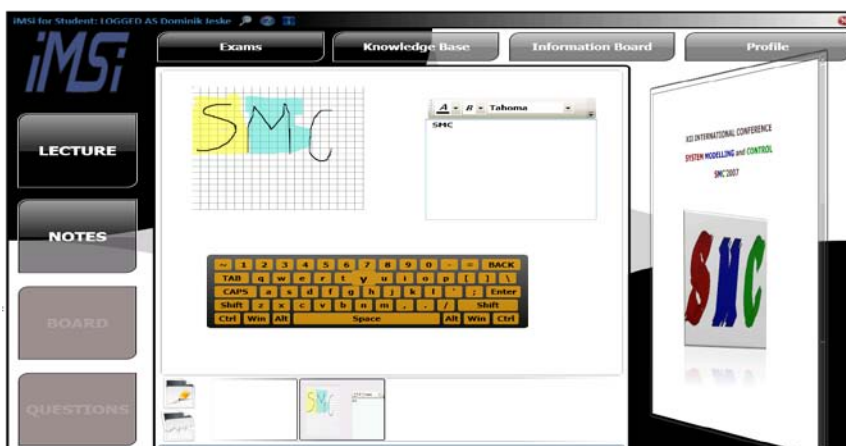 iMSi for Student: LOGGED AS Dominik Jeske
iMSi
Exams
Knowledge Base
Information Board
Profile
LECTURE
NOTES
BOARD
QUESTIONS
SMC
A B Tahoma
SMC
~ 1 2 3 4 5 6 7 8 9 0 - = BACK
TAB q w e r t y u i o p [ ] \
CAPS a s d f g h j k l ' ; Enter
Shift z x c v b n m , . / Shift
Ctrl Win Alt Space Alt Win Ctrl
SMC
XII INTERNATIONAL CONFERENCE
SYSTEM MODELLING and CONTROL
SMC'2007
SMC